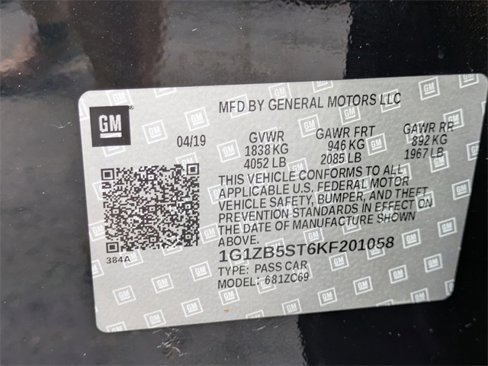 MFD BY GENERAL MOTORS LLC
GM
04/19 GVWR GAWR FRT GAWR RR
1838 KG 946 KG 892 KG
4052 LB 2085 LB 1967 LB
THIS VEHICLE CONFORMS TO ALL
APPLICABLE U.S. FEDERAL MOTOR
VEHICLE SAFETY, BUMPER, AND THEFT
PREVENTION STANDARDS IN EFFECT ON
THE DATE OF MANUFACTURE SHOWN
ABOVE.
384A
1G1ZB5ST6KF201058
TYPE: PASS CAR
MODEL: 681ZC69